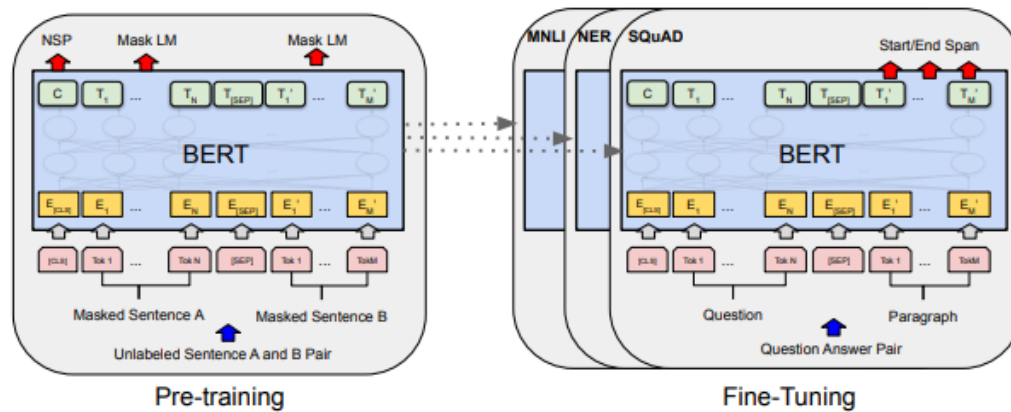 NSP Mask LM Mask LM
C T1 ... TN T[SEP] T1' ... TM'
BERT
E[CLS] E1 ... EN E[SEP] E1' ... EM'
[CLS] Tok 1 ... Tok N [SEP] Tok 1 ... TokM
Masked Sentence A Masked Sentence B
Unlabeled Sentence A and B Pair
Pre-training
MNLI NER SQuAD
Start/End Span
C T1 ... TN T[SEP] T1' ... TM'
BERT
E[CLS] E1 ... EN E[SEP] E1' ... EM'
[CLS] Tok 1 ... Tok N [SEP] Tok 1 ... TokM
Question Paragraph
Question Answer Pair
Fine-Tuning